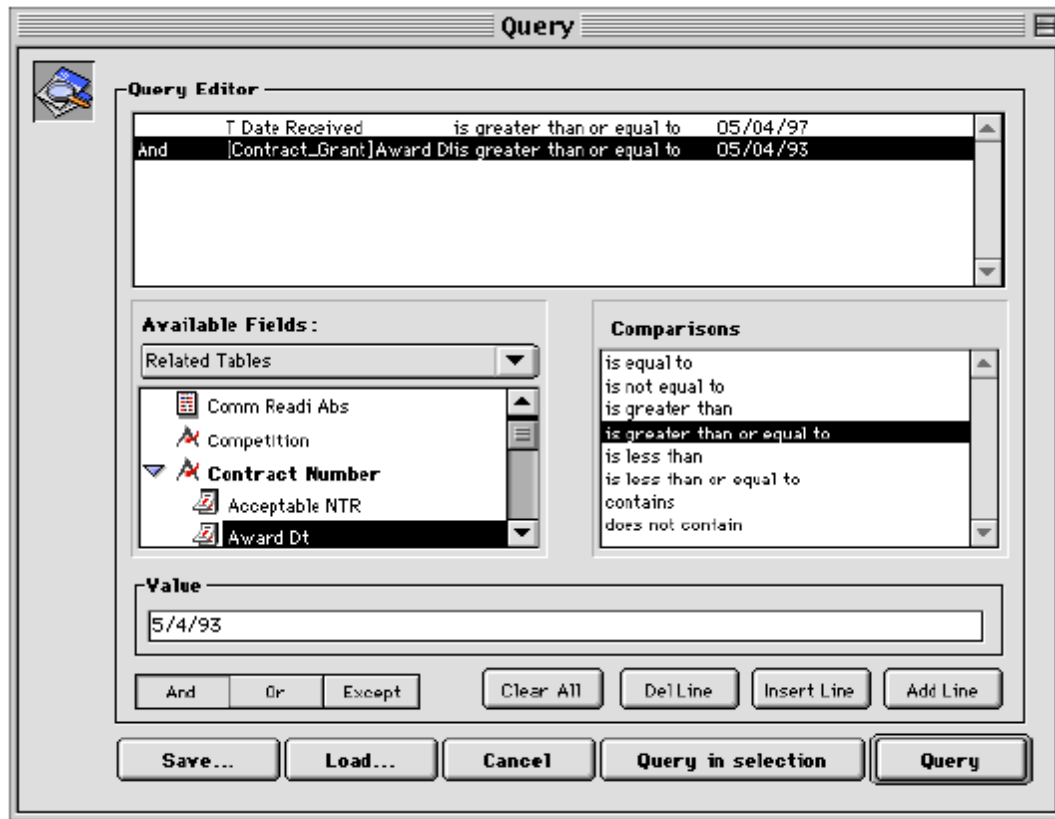 Query
Query Editor
T Date Received is greater than or equal to 05/04/97
And [Contract_Grant]Award Dt is greater than or equal to 05/04/93
Available Fields:
Related Tables
Comm Readi Abs
Competition
Contract Number
Acceptable NTR
Award Dt
Comparisons
is equal to
is not equal to
is greater than
is greater than or equal to
is less than
is less than or equal to
contains
does not contain
Value
5/4/93
And Or Except Clear All Del Line Insert Line Add Line
Save... Load... Cancel Query in selection Query